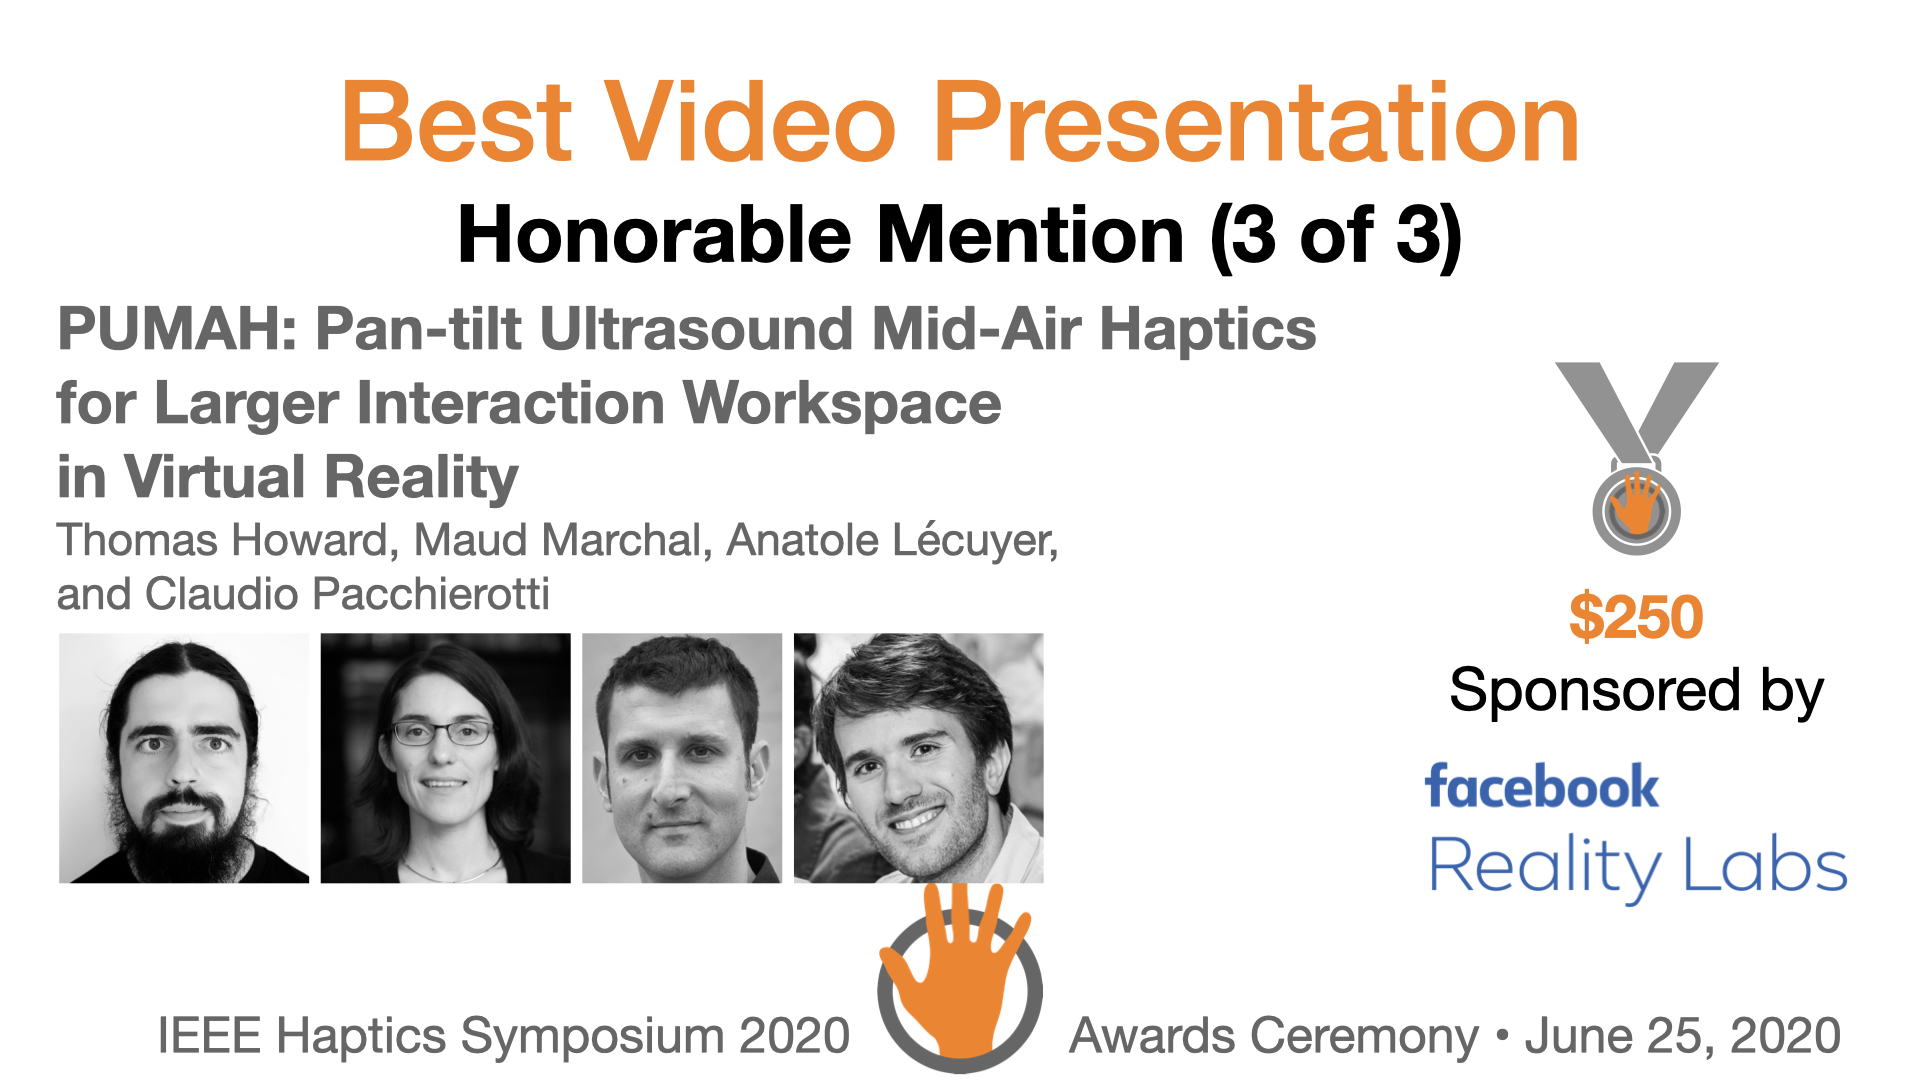 Best Video Presentation
Honorable Mention (3 of 3)
PUMAH: Pan-tilt Ultrasound Mid-Air Haptics
for Larger Interaction Workspace
in Virtual Reality
Thomas Howard, Maud Marchal, Anatole Lécuyer,
and Claudio Pacchierotti
$250
Sponsored by
facebook
Reality Labs
IEEE Haptics Symposium 2020
Awards Ceremony • June 25, 2020